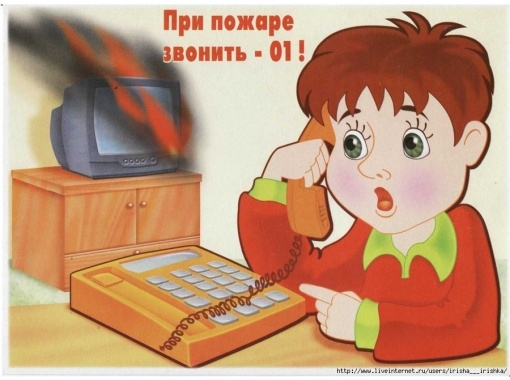 При пожаре
звонить - 01!
http://www.liveinternet.ru/users/irisha___irishka/